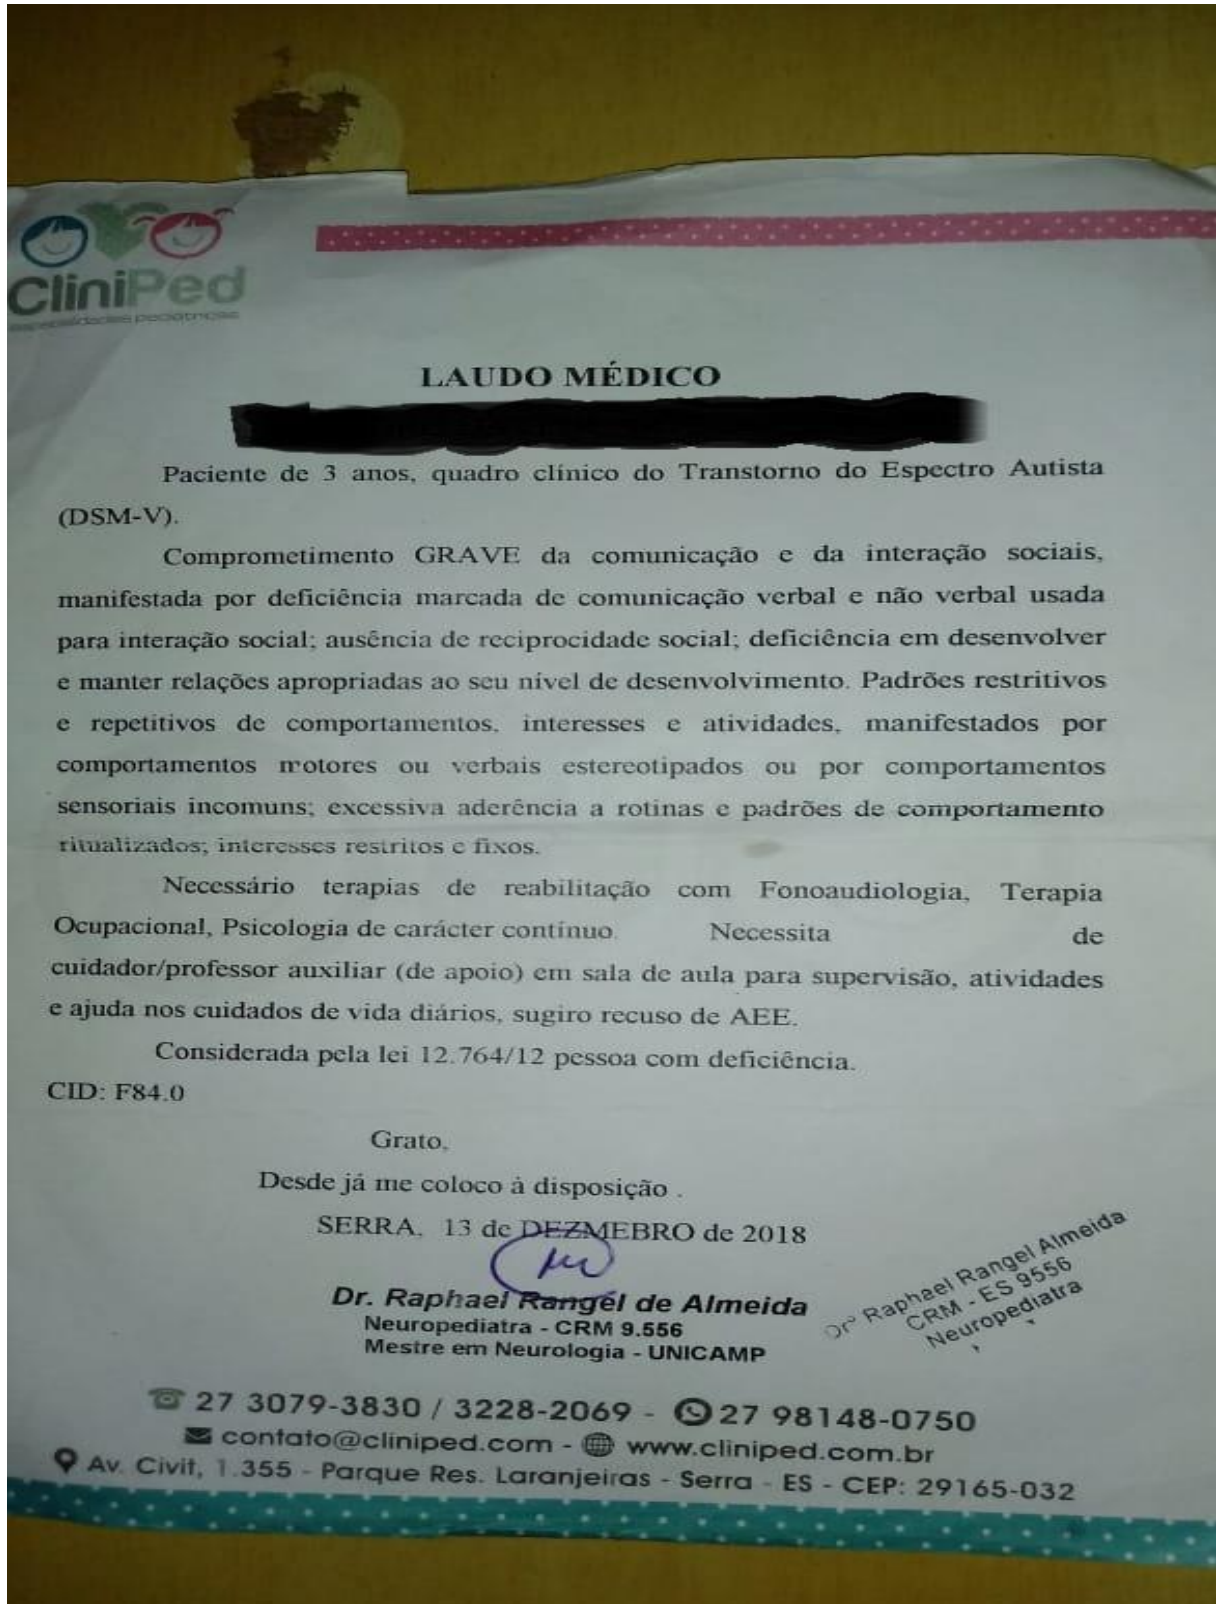 CliniPed
especialidades pediátricas
LAUDO MÉDICO
Paciente de 3 anos, quadro clínico do Transtorno do Espectro Autista
(DSM-V).
Comprometimento GRAVE da comunicação e da interação sociais,
manifestada por deficiência marcada de comunicação verbal e não verbal usada
para interação social; ausência de reciprocidade social; deficiência em desenvolver
e manter relações apropriadas ao seu nível de desenvolvimento. Padrões restritivos
e repetitivos de comportamentos, interesses e atividades, manifestados por
comportamentos motores ou verbais estereotipados ou por comportamentos
sensoriais incomuns; excessiva aderência a rotinas e padrões de comportamento
ritualizados; interesses restritos e fixos.
Necessário terapias de reabilitação com Fonoaudiologia, Terapia
Ocupacional, Psicologia de carácter contínuo. Necessita de
cuidador/professor auxiliar (de apoio) em sala de aula para supervisão, atividades
e ajuda nos cuidados de vida diários, sugiro recuso de AEE.
Considerada pela lei 12.764/12 pessoa com deficiência.
CID: F84.0
Grato,
Desde já me coloco à disposição .
SERRA, 13 de DEZMEBRO de 2018
Dr. Raphael Rangel de Almeida
Neuropediatra - CRM 9.556
Mestre em Neurologia - UNICAMP
Drº Raphael Rangel Almeida
CRM - ES 9556
Neuropediatra
27 3079-3830 / 3228-2069 - 27 98148-0750
contato@cliniped.com - www.cliniped.com.br
Av. Civit, 1.355 - Parque Res. Laranjeiras - Serra - ES - CEP: 29165-032